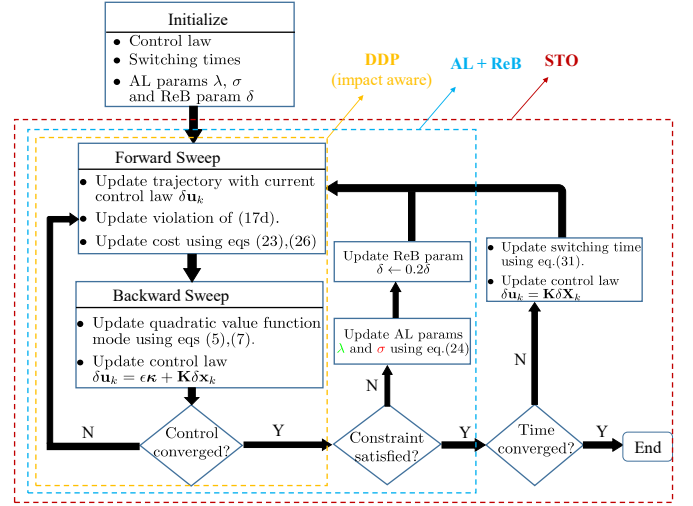 Initialize
• Control law
• Switching times
• AL params λ, σ
and ReB param δ
DDP
(impact aware)
AL + ReB
STO
Forward Sweep
• Update trajectory with current
control law δu_k
• Update violation of (17d).
• Update cost using eqs (23),(26)
Backward Sweep
• Update quadratic value function
mode using eqs (5),(7).
• Update control law
δu_k = ϵκ + Kδx_k
Control
converged?
N
Y
Update ReB param
δ ← 0.2δ
Update AL params
λ and σ using eq.(24)
N
Constraint
satisfied?
Y
• Update switching time
using eq.(31).
• Update control law
δu_k = KδX_k
N
Time
converged?
Y
End